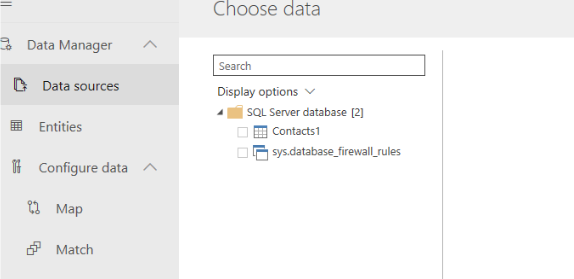 Choose data
Data Manager
Data sources
Entities
Configure data
Map
Match
Search
Display options
SQL Server database [2]
Contacts1
sys.database_firewall_rules